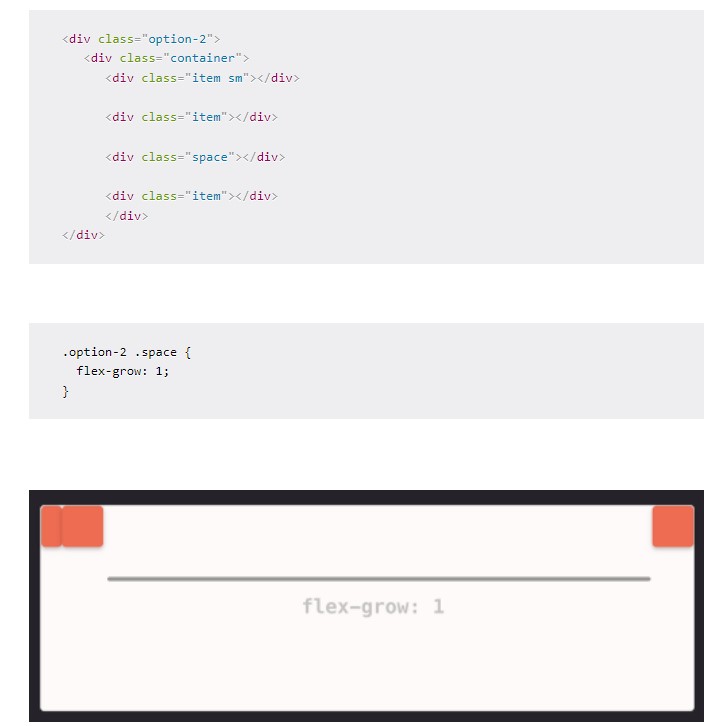 <div class="option-2">
<div class="container">
<div class="item sm"></div>
<div class="item"></div>
<div class="space"></div>
<div class="item"></div>
</div>
</div>
.option-2 .space {
flex-grow: 1;
}
flex-grow: 1